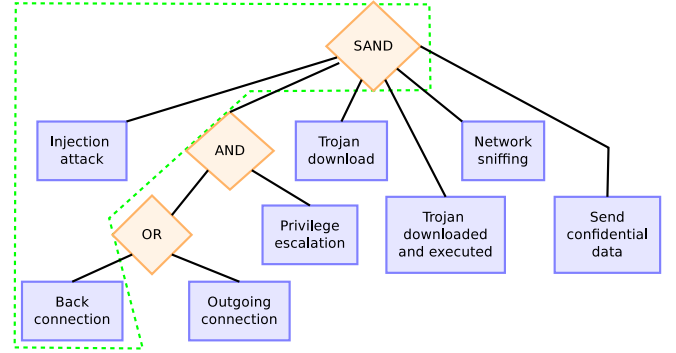 SAND
Injection
attack
AND
Trojan
download
Network
sniffing
OR
Privilege
escalation
Trojan
downloaded
and executed
Send
confidential
data
Back
connection
Outgoing
connection